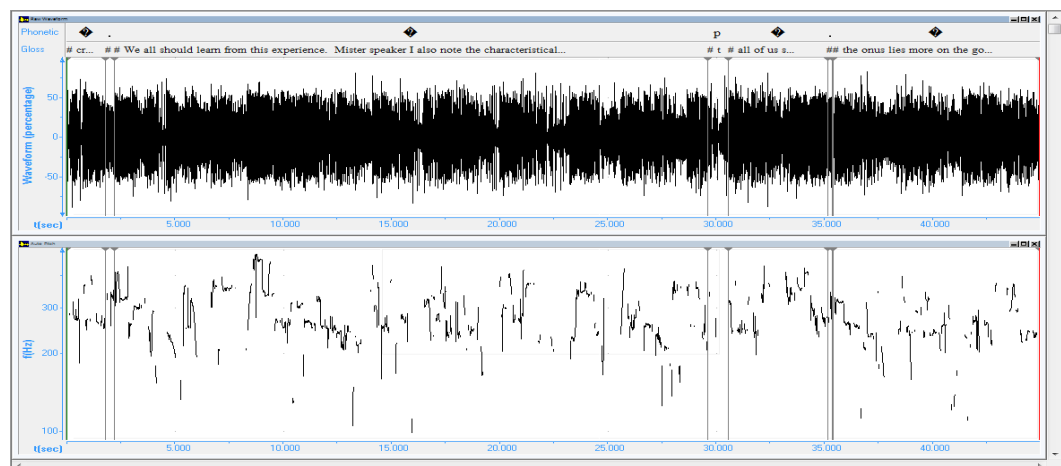 Raw Waveform
Phonetic � . � p � . �
Gloss # cr... # # We all should learn from this experience. Mister speaker I also note the characteristical... # t # all of us s... ## the onus lies more on the go...
Waveform (percentage)
50
0
-50
t(sec) 5.000 10.000 15.000 20.000 25.000 30.000 35.000 40.000
Auto Pitch
f(Hz)
300
200
100
t(sec) 5.000 10.000 15.000 20.000 25.000 30.000 35.000 40.000